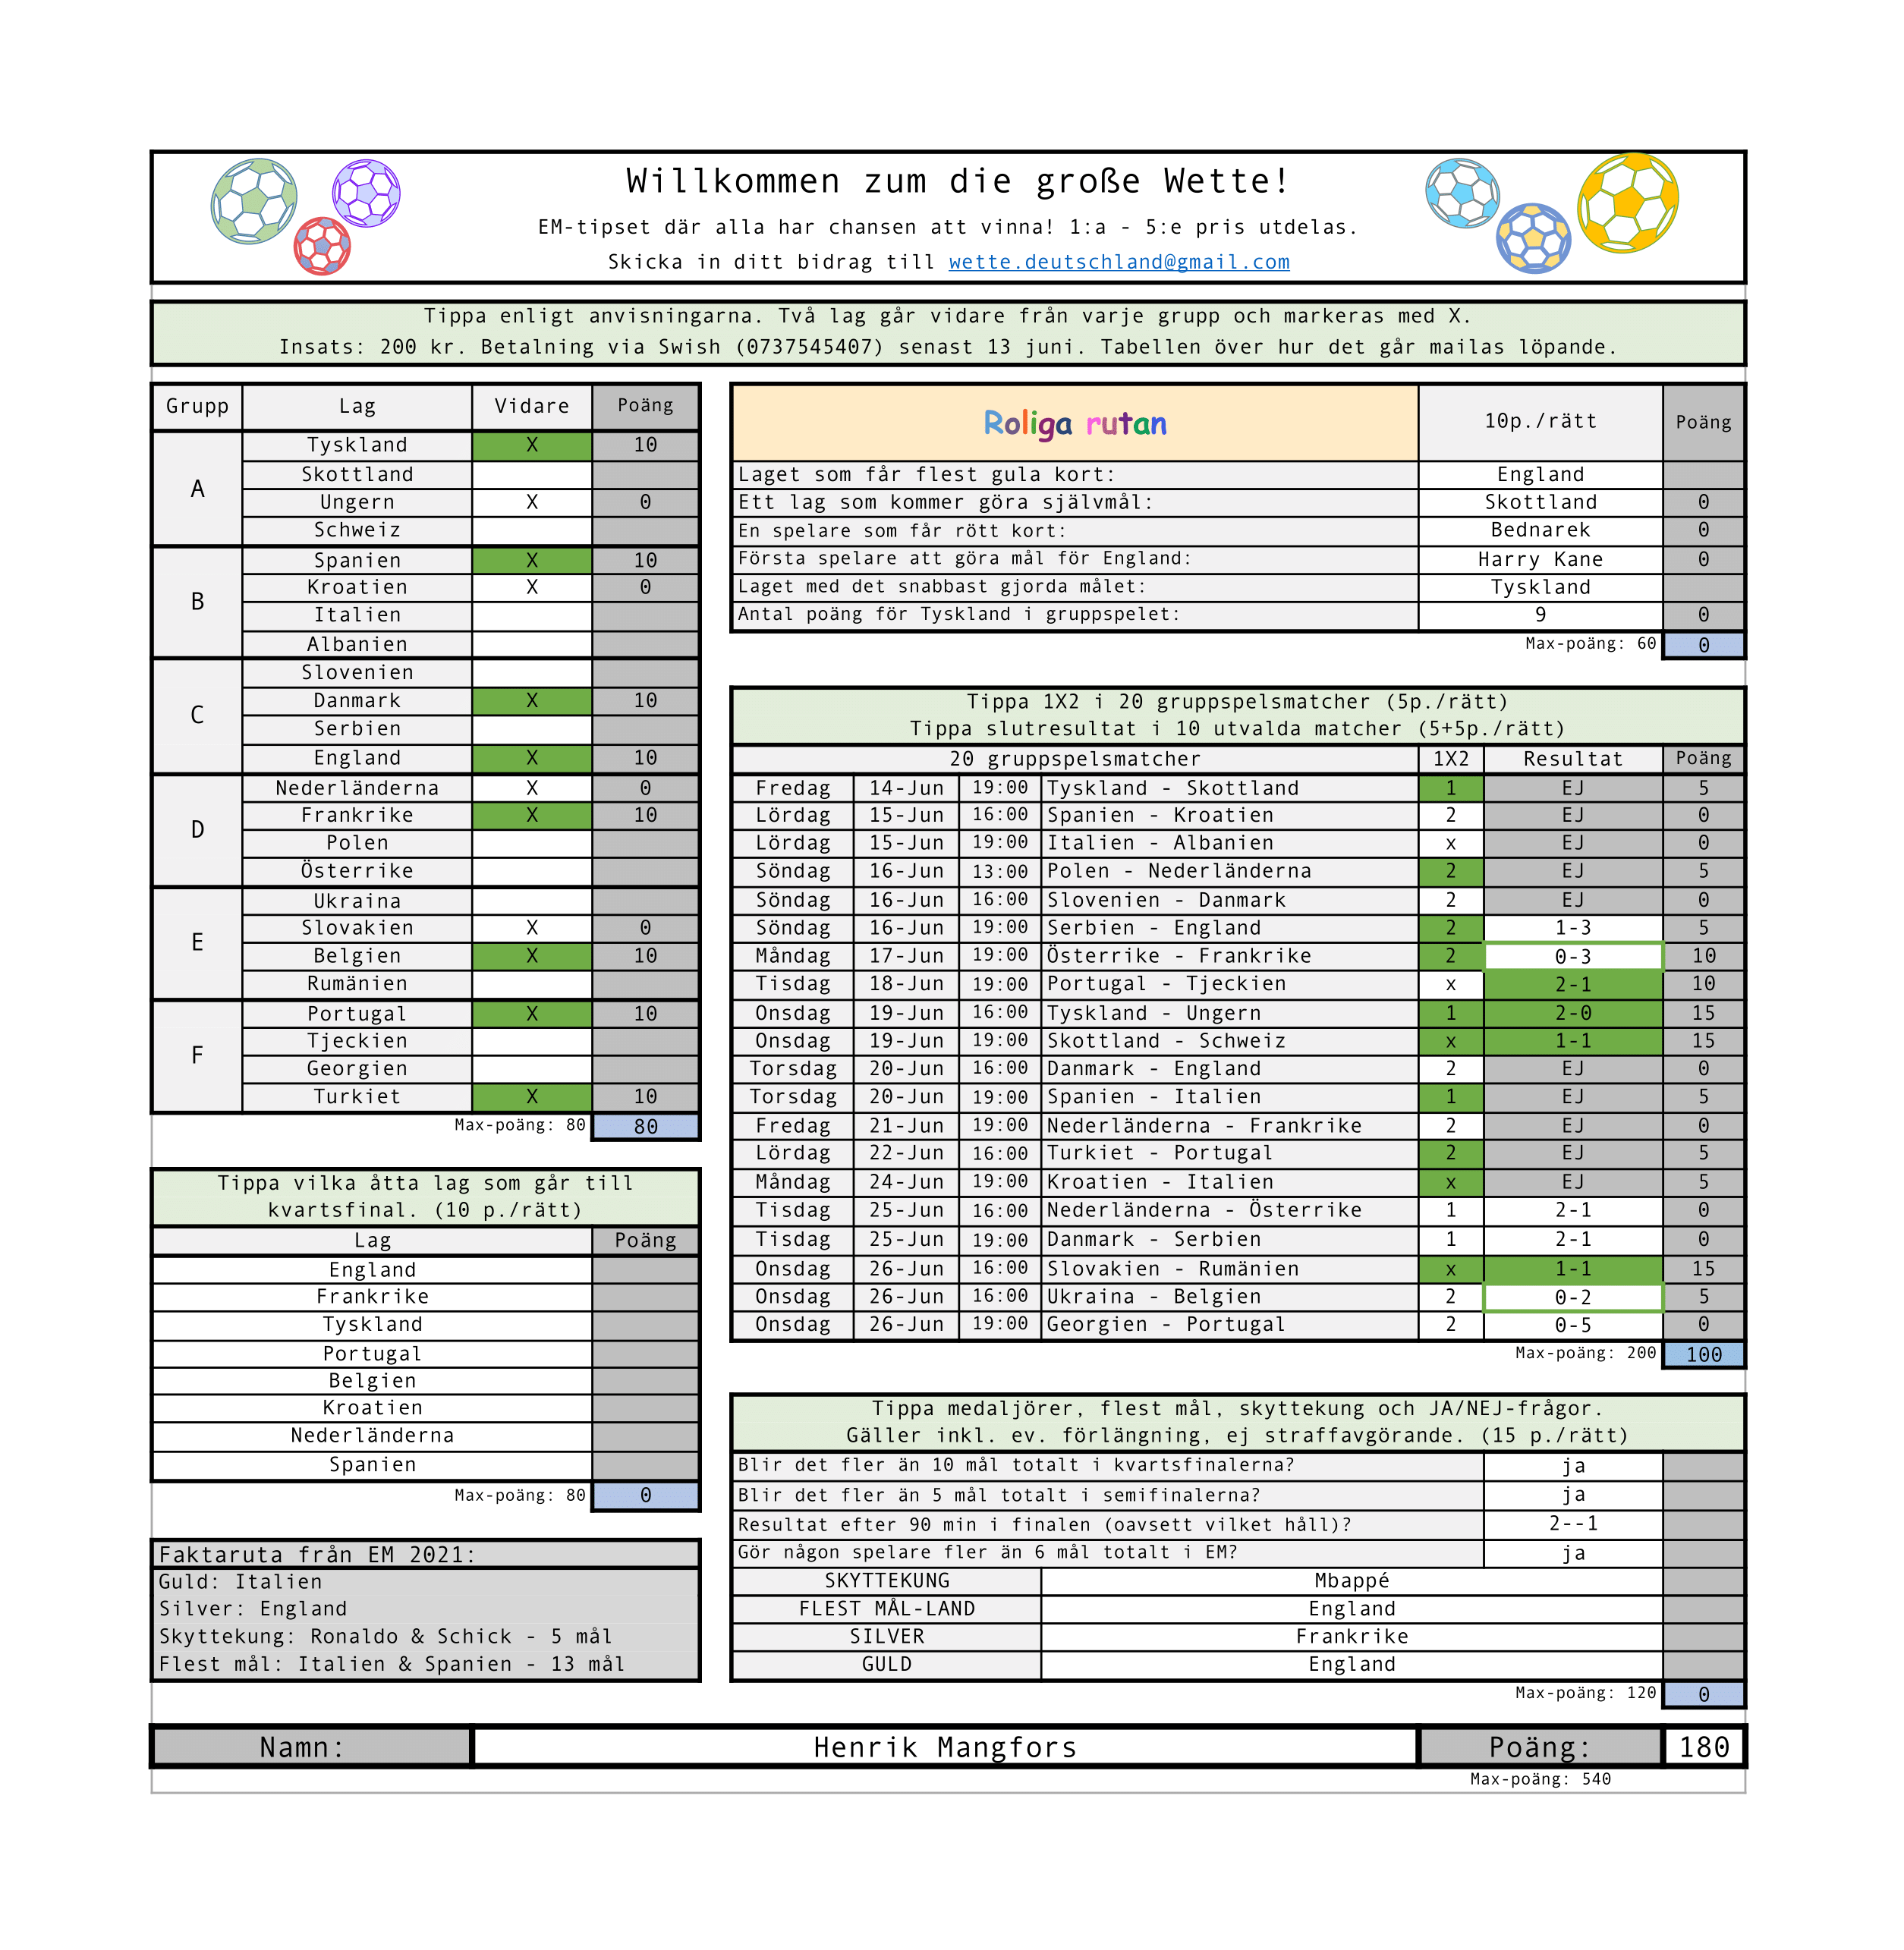 Willkommen zum die große Wette!
EM-tipset där alla har chansen att vinna! 1:a - 5:e pris utdelas.
Skicka in ditt bidrag till wette.deutschland@gmail.com
Tippa enligt anvisningarna. Två lag går vidare från varje grupp och markeras med X.
Insats: 200 kr. Betalning via Swish (0737545407) senast 13 juni. Tabellen över hur det går mailas löpande.
Grupp Lag Vidare Poäng
A
Tyskland X 10
Skottland
Ungern X 0
Schweiz
B
Spanien X 10
Kroatien X 0
Italien
Albanien
C
Slovenien
Danmark X 10
Serbien
England X 10
D
Nederländerna X 0
Frankrike X 10
Polen
Österrike
E
Ukraina
Slovakien X 0
Belgien X 10
Rumänien
F
Portugal X 10
Tjeckien
Georgien
Turkiet X 10
Max-poäng: 80 80
Tippa vilka åtta lag som går till
kvartsfinal. (10 p./rätt)
Lag Poäng
England
Frankrike
Tyskland
Portugal
Belgien
Kroatien
Nederländerna
Spanien
Max-poäng: 80 0
Faktaruta från EM 2021:
Guld: Italien
Silver: England
Skyttekung: Ronaldo & Schick - 5 mål
Flest mål: Italien & Spanien - 13 mål
Roliga rutan 10p./rätt Poäng
Laget som får flest gula kort: England
Ett lag som kommer göra självmål: Skottland 0
En spelare som får rött kort: Bednarek 0
Första spelare att göra mål för England: Harry Kane 0
Laget med det snabbast gjorda målet: Tyskland
Antal poäng för Tyskland i gruppspelet: 9 0
Max-poäng: 60 0
Tippa 1X2 i 20 gruppspelsmatcher (5p./rätt)
Tippa slutresultat i 10 utvalda matcher (5+5p./rätt)
20 gruppspelsmatcher 1X2 Resultat Poäng
Fredag 14-Jun 19:00 Tyskland - Skottland 1 EJ 5
Lördag 15-Jun 16:00 Spanien - Kroatien 2 EJ 0
Lördag 15-Jun 19:00 Italien - Albanien x EJ 0
Söndag 16-Jun 13:00 Polen - Nederländerna 2 EJ 5
Söndag 16-Jun 16:00 Slovenien - Danmark 2 EJ 0
Söndag 16-Jun 19:00 Serbien - England 2 1-3 5
Måndag 17-Jun 19:00 Österrike - Frankrike 2 0-3 10
Tisdag 18-Jun 19:00 Portugal - Tjeckien x 2-1 10
Onsdag 19-Jun 16:00 Tyskland - Ungern 1 2-0 15
Onsdag 19-Jun 19:00 Skottland - Schweiz x 1-1 15
Torsdag 20-Jun 16:00 Danmark - England 2 EJ 0
Torsdag 20-Jun 19:00 Spanien - Italien 1 EJ 5
Fredag 21-Jun 19:00 Nederländerna - Frankrike 2 EJ 0
Lördag 22-Jun 16:00 Turkiet - Portugal 2 EJ 5
Måndag 24-Jun 19:00 Kroatien - Italien x EJ 5
Tisdag 25-Jun 16:00 Nederländerna - Österrike 1 2-1 0
Tisdag 25-Jun 19:00 Danmark - Serbien 1 2-1 0
Onsdag 26-Jun 16:00 Slovakien - Rumänien x 1-1 15
Onsdag 26-Jun 16:00 Ukraina - Belgien 2 0-2 5
Onsdag 26-Jun 19:00 Georgien - Portugal 2 0-5 0
Max-poäng: 200 100
Tippa medaljörer, flest mål, skyttekung och JA/NEJ-frågor.
Gäller inkl. ev. förlängning, ej straffavgörande. (15 p./rätt)
Blir det fler än 10 mål totalt i kvartsfinalerna? ja
Blir det fler än 5 mål totalt i semifinalerna? ja
Resultat efter 90 min i finalen (oavsett vilket håll)? 2--1
Gör någon spelare fler än 6 mål totalt i EM? ja
SKYTTEKUNG Mbappé
FLEST MÅL-LAND England
SILVER Frankrike
GULD England
Max-poäng: 120 0
Namn: Henrik Mangfors Poäng: 180
Max-poäng: 540